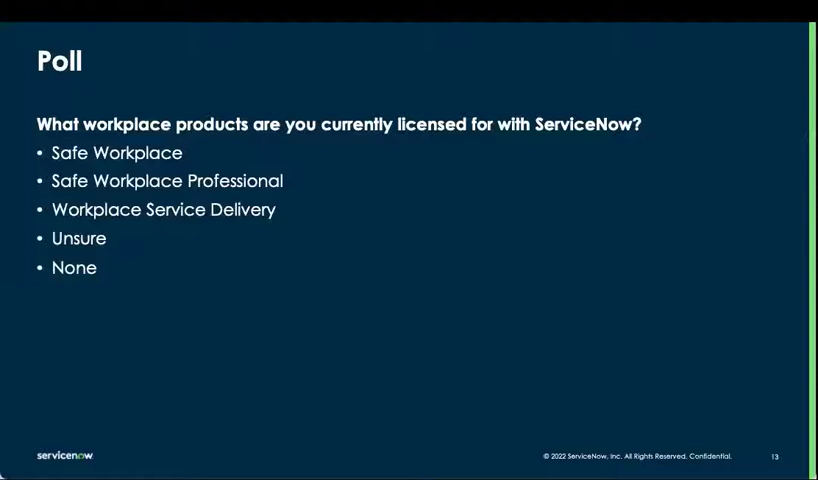 Poll
What workplace products are you currently licensed for with ServiceNow?
• Safe Workplace
• Safe Workplace Professional
• Workplace Service Delivery
• Unsure
• None
servicenow
© 2022 ServiceNow, Inc. All Rights Reserved. Confidential.
13